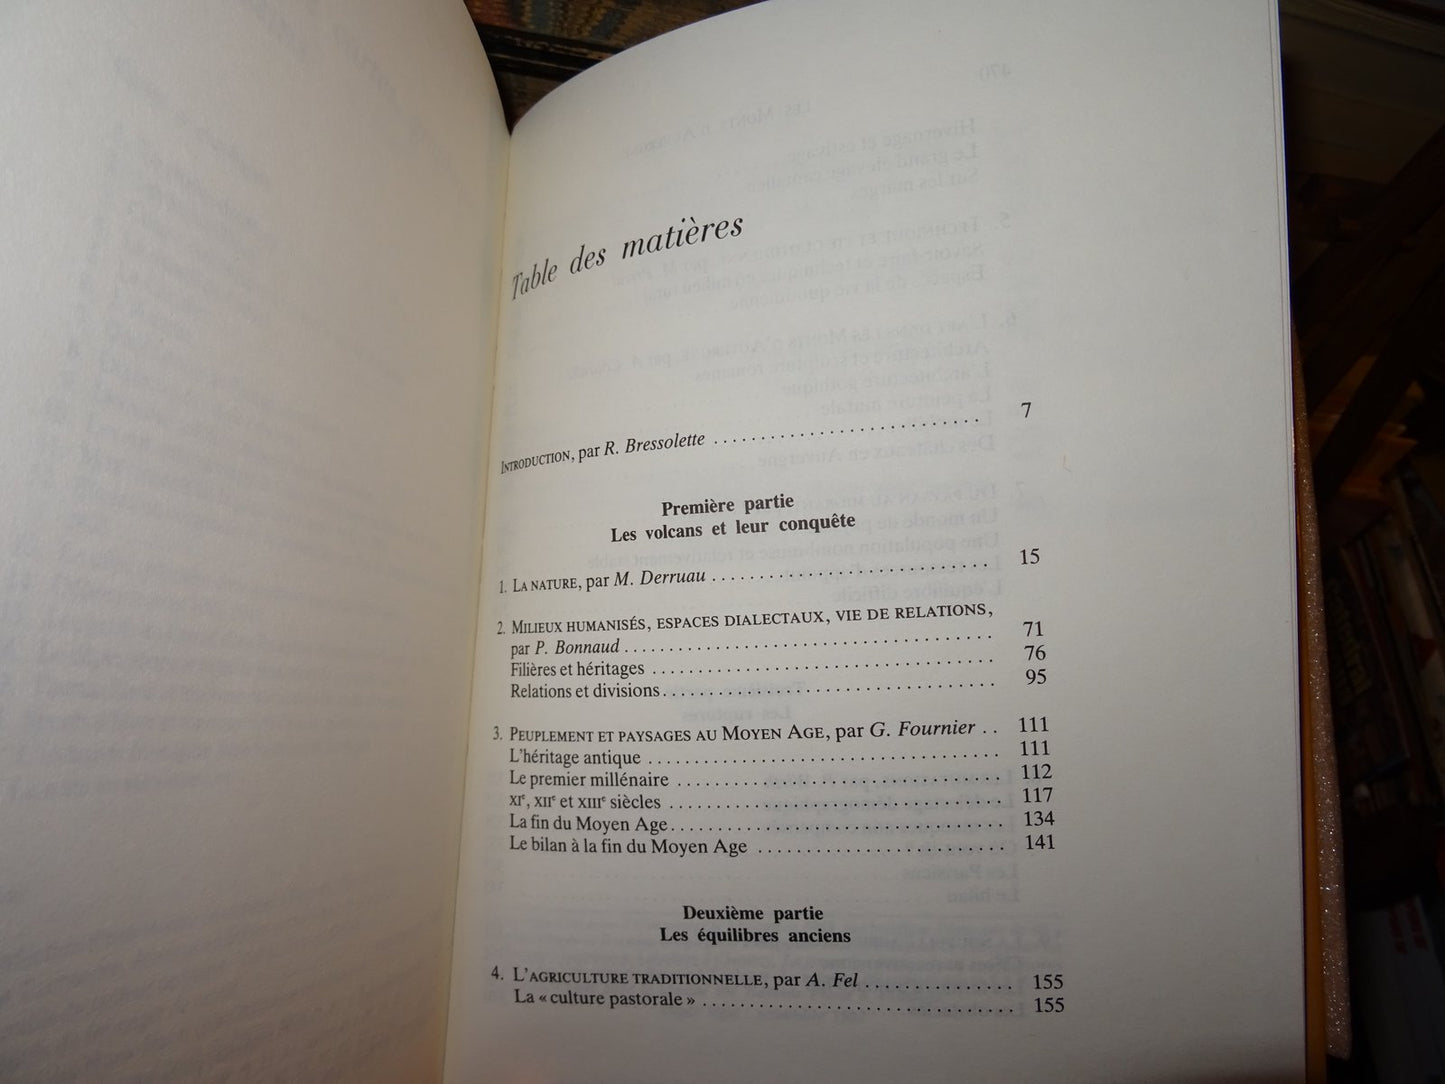 Table des matières
INTRODUCTION, par R. Bressolette . . . . . . . . . . . . . . . . . . . . . . . . . . . . . 7
Première partie
Les volcans et leur conquête
1. LA NATURE, par M. Derruau . . . . . . . . . . . . . . . . . . . . . . . . . . . . . . 15
2. MILIEUX HUMANISÉS, ESPACES DIALECTAUX, VIE DE RELATIONS,
par P. Bonnaud . . . . . . . . . . . . . . . . . . . . . . . . . . . . . . . . . . . . . . . 71
Filières et héritages . . . . . . . . . . . . . . . . . . . . . . . . . . . . . . . . . . . . 76
Relations et divisions . . . . . . . . . . . . . . . . . . . . . . . . . . . . . . . . . . . 95
3. PEUPLEMENT ET PAYSAGES AU MOYEN AGE, par G. Fournier . . 111
L'héritage antique . . . . . . . . . . . . . . . . . . . . . . . . . . . . . . . . . . . . . 111
Le premier millénaire . . . . . . . . . . . . . . . . . . . . . . . . . . . . . . . . . . 112
XIe, XIIe et XIIIe siècles . . . . . . . . . . . . . . . . . . . . . . . . . . . . . . . . . . . 117
La fin du Moyen Age . . . . . . . . . . . . . . . . . . . . . . . . . . . . . . . . . . . 134
Le bilan à la fin du Moyen Age . . . . . . . . . . . . . . . . . . . . . . . . . . 141
Deuxième partie
Les équilibres anciens
4. L'AGRICULTURE TRADITIONNELLE, par A. Fel . . . . . . . . . . . . . . . . 155
La « culture pastorale » . . . . . . . . . . . . . . . . . . . . . . . . . . . . . . . . . 155